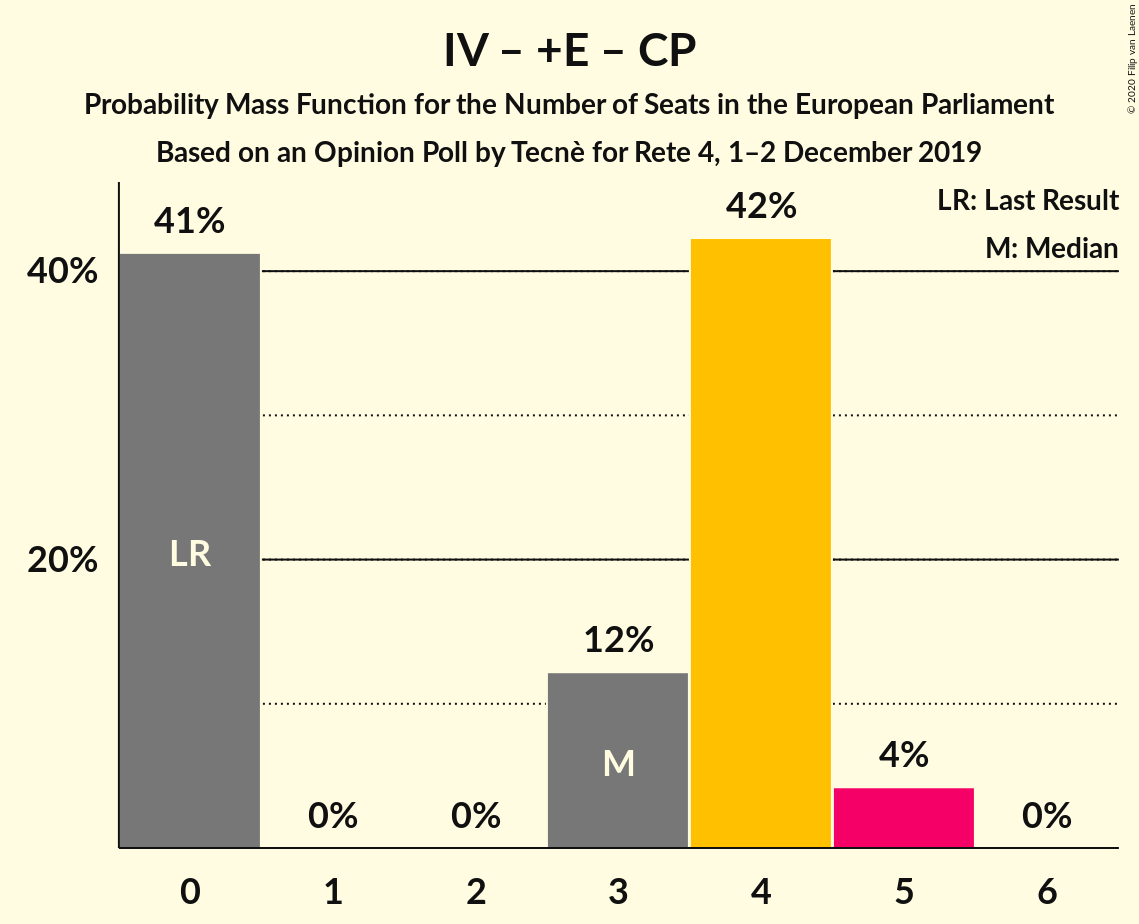 IV – +E – CP
Probability Mass Function for the Number of Seats in the European Parliament
Based on an Opinion Poll by Tecnè for Rete 4, 1–2 December 2019
© 2020 Filip van Laenen
LR: Last Result
M: Median
41%
42%
40%
LR
20%
12%
M
4%
0%
0%
0%
0
1
2
3
4
5
6